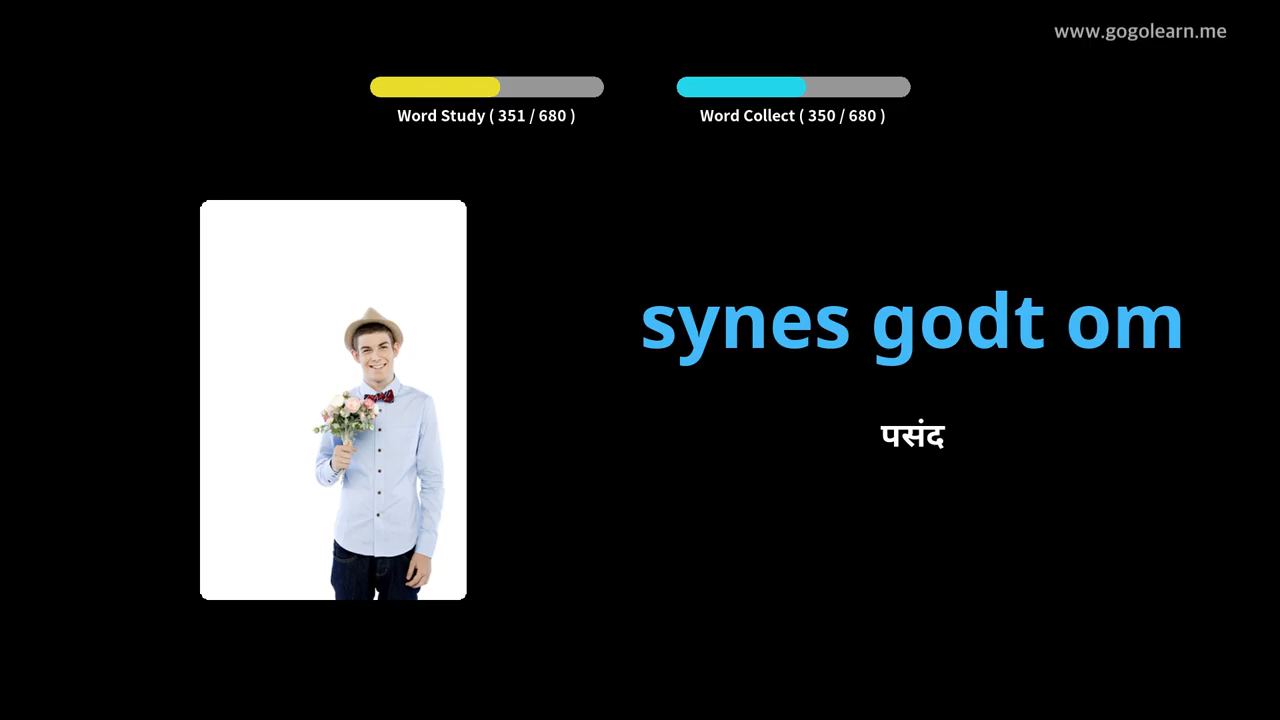 www.gogolearn.me
Word Study ( 351 / 680 )
Word Collect ( 350 / 680 )
synes godt om
पसंद